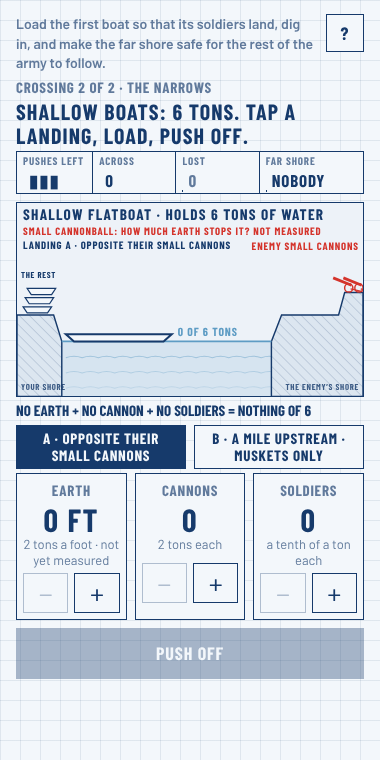 Load the first boat so that its soldiers land, dig
in, and make the far shore safe for the rest of the
army to follow.
?
CROSSING 2 OF 2 · THE NARROWS
SHALLOW BOATS: 6 TONS. TAP A
LANDING, LOAD, PUSH OFF.
PUSHES LEFT
ACROSS
0
LOST
0
FAR SHORE
NOBODY
SHALLOW FLATBOAT · HOLDS 6 TONS OF WATER
SMALL CANNONBALL: HOW MUCH EARTH STOPS IT? NOT MEASURED
LANDING A · OPPOSITE THEIR SMALL CANNONS
ENEMY SMALL CANNONS
THE REST
0 OF 6 TONS
YOUR SHORE
THE ENEMY'S SHORE
NO EARTH + NO CANNON + NO SOLDIERS = NOTHING OF 6
A · OPPOSITE THEIR
SMALL CANNONS
B · A MILE UPSTREAM ·
MUSKETS ONLY
EARTH
0 FT
2 tons a foot · not
yet measured
− +
CANNONS
0
2 tons each
− +
SOLDIERS
0
a tenth of a ton
each
− +
PUSH OFF